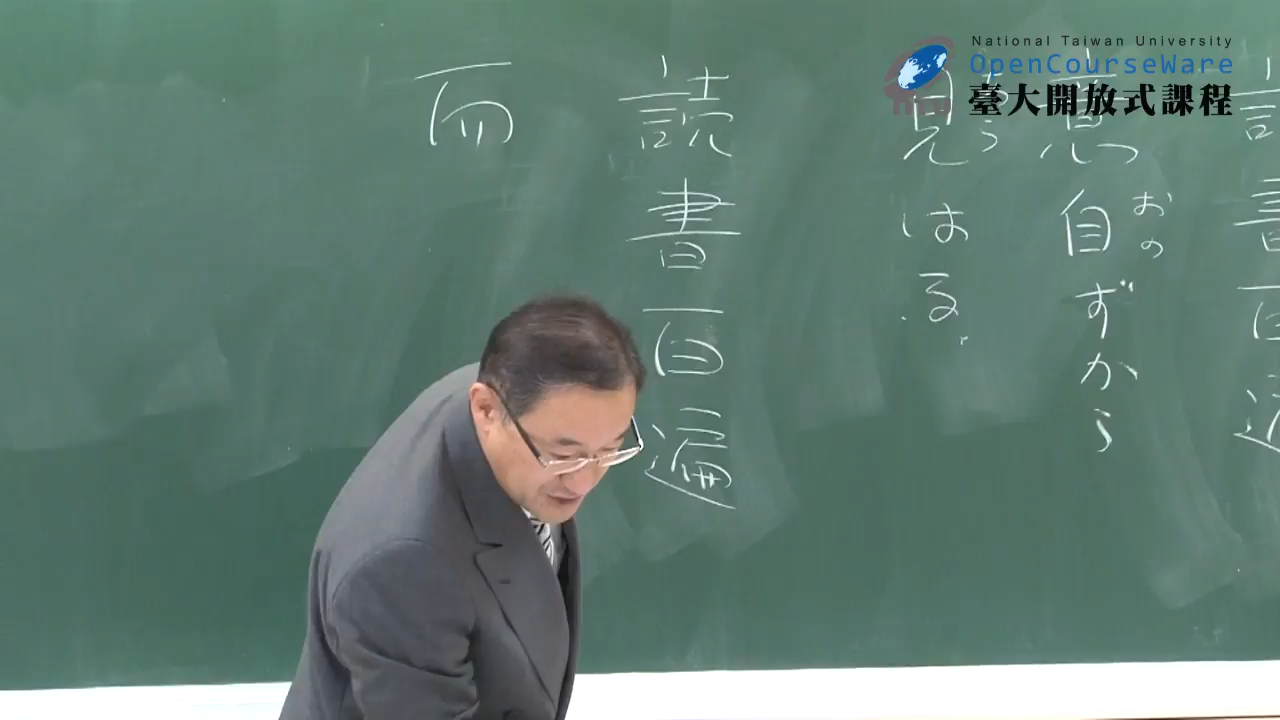 National Taiwan University
OpenCourseWare
臺大開放式課程
意自ずから
おの
見はる
読書百遍
而